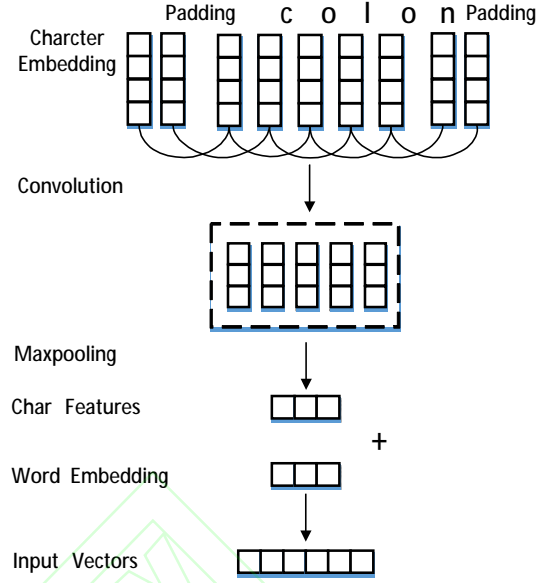 Padding c o l o n Padding
Charcter
Embedding
Convolution
Maxpooling
Char Features
+
Word Embedding
Input Vectors